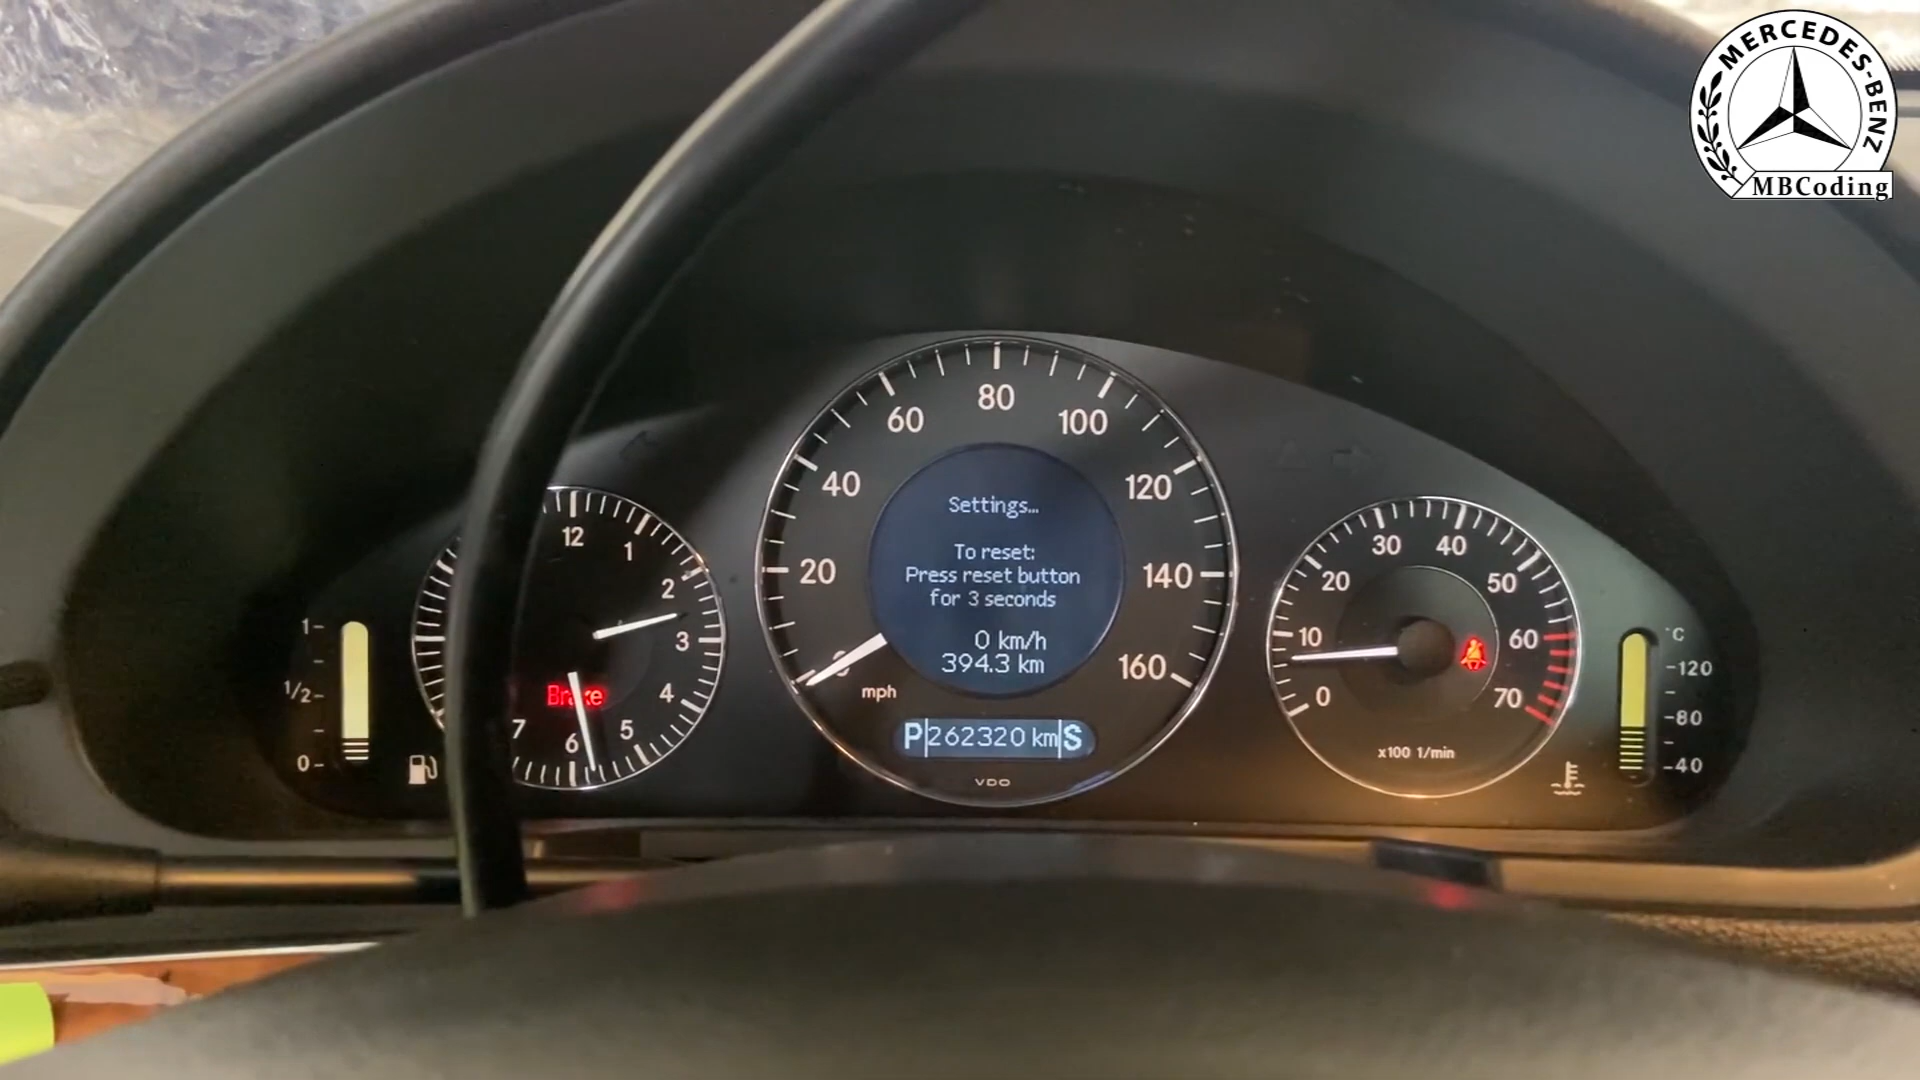 MERCEDES-BENZ
MBCoding
60
80
100
40
120
20
140
0
160
mph
Settings...
To reset:
Press reset button
for 3 seconds
0 km/h
394.3 km
P 262320 km S
VDO
12
1
2
3
4
5
6
7
Brake
1
1/2
0
30
40
20
50
10
60
0
70
x100 1/min
°C
120
80
40